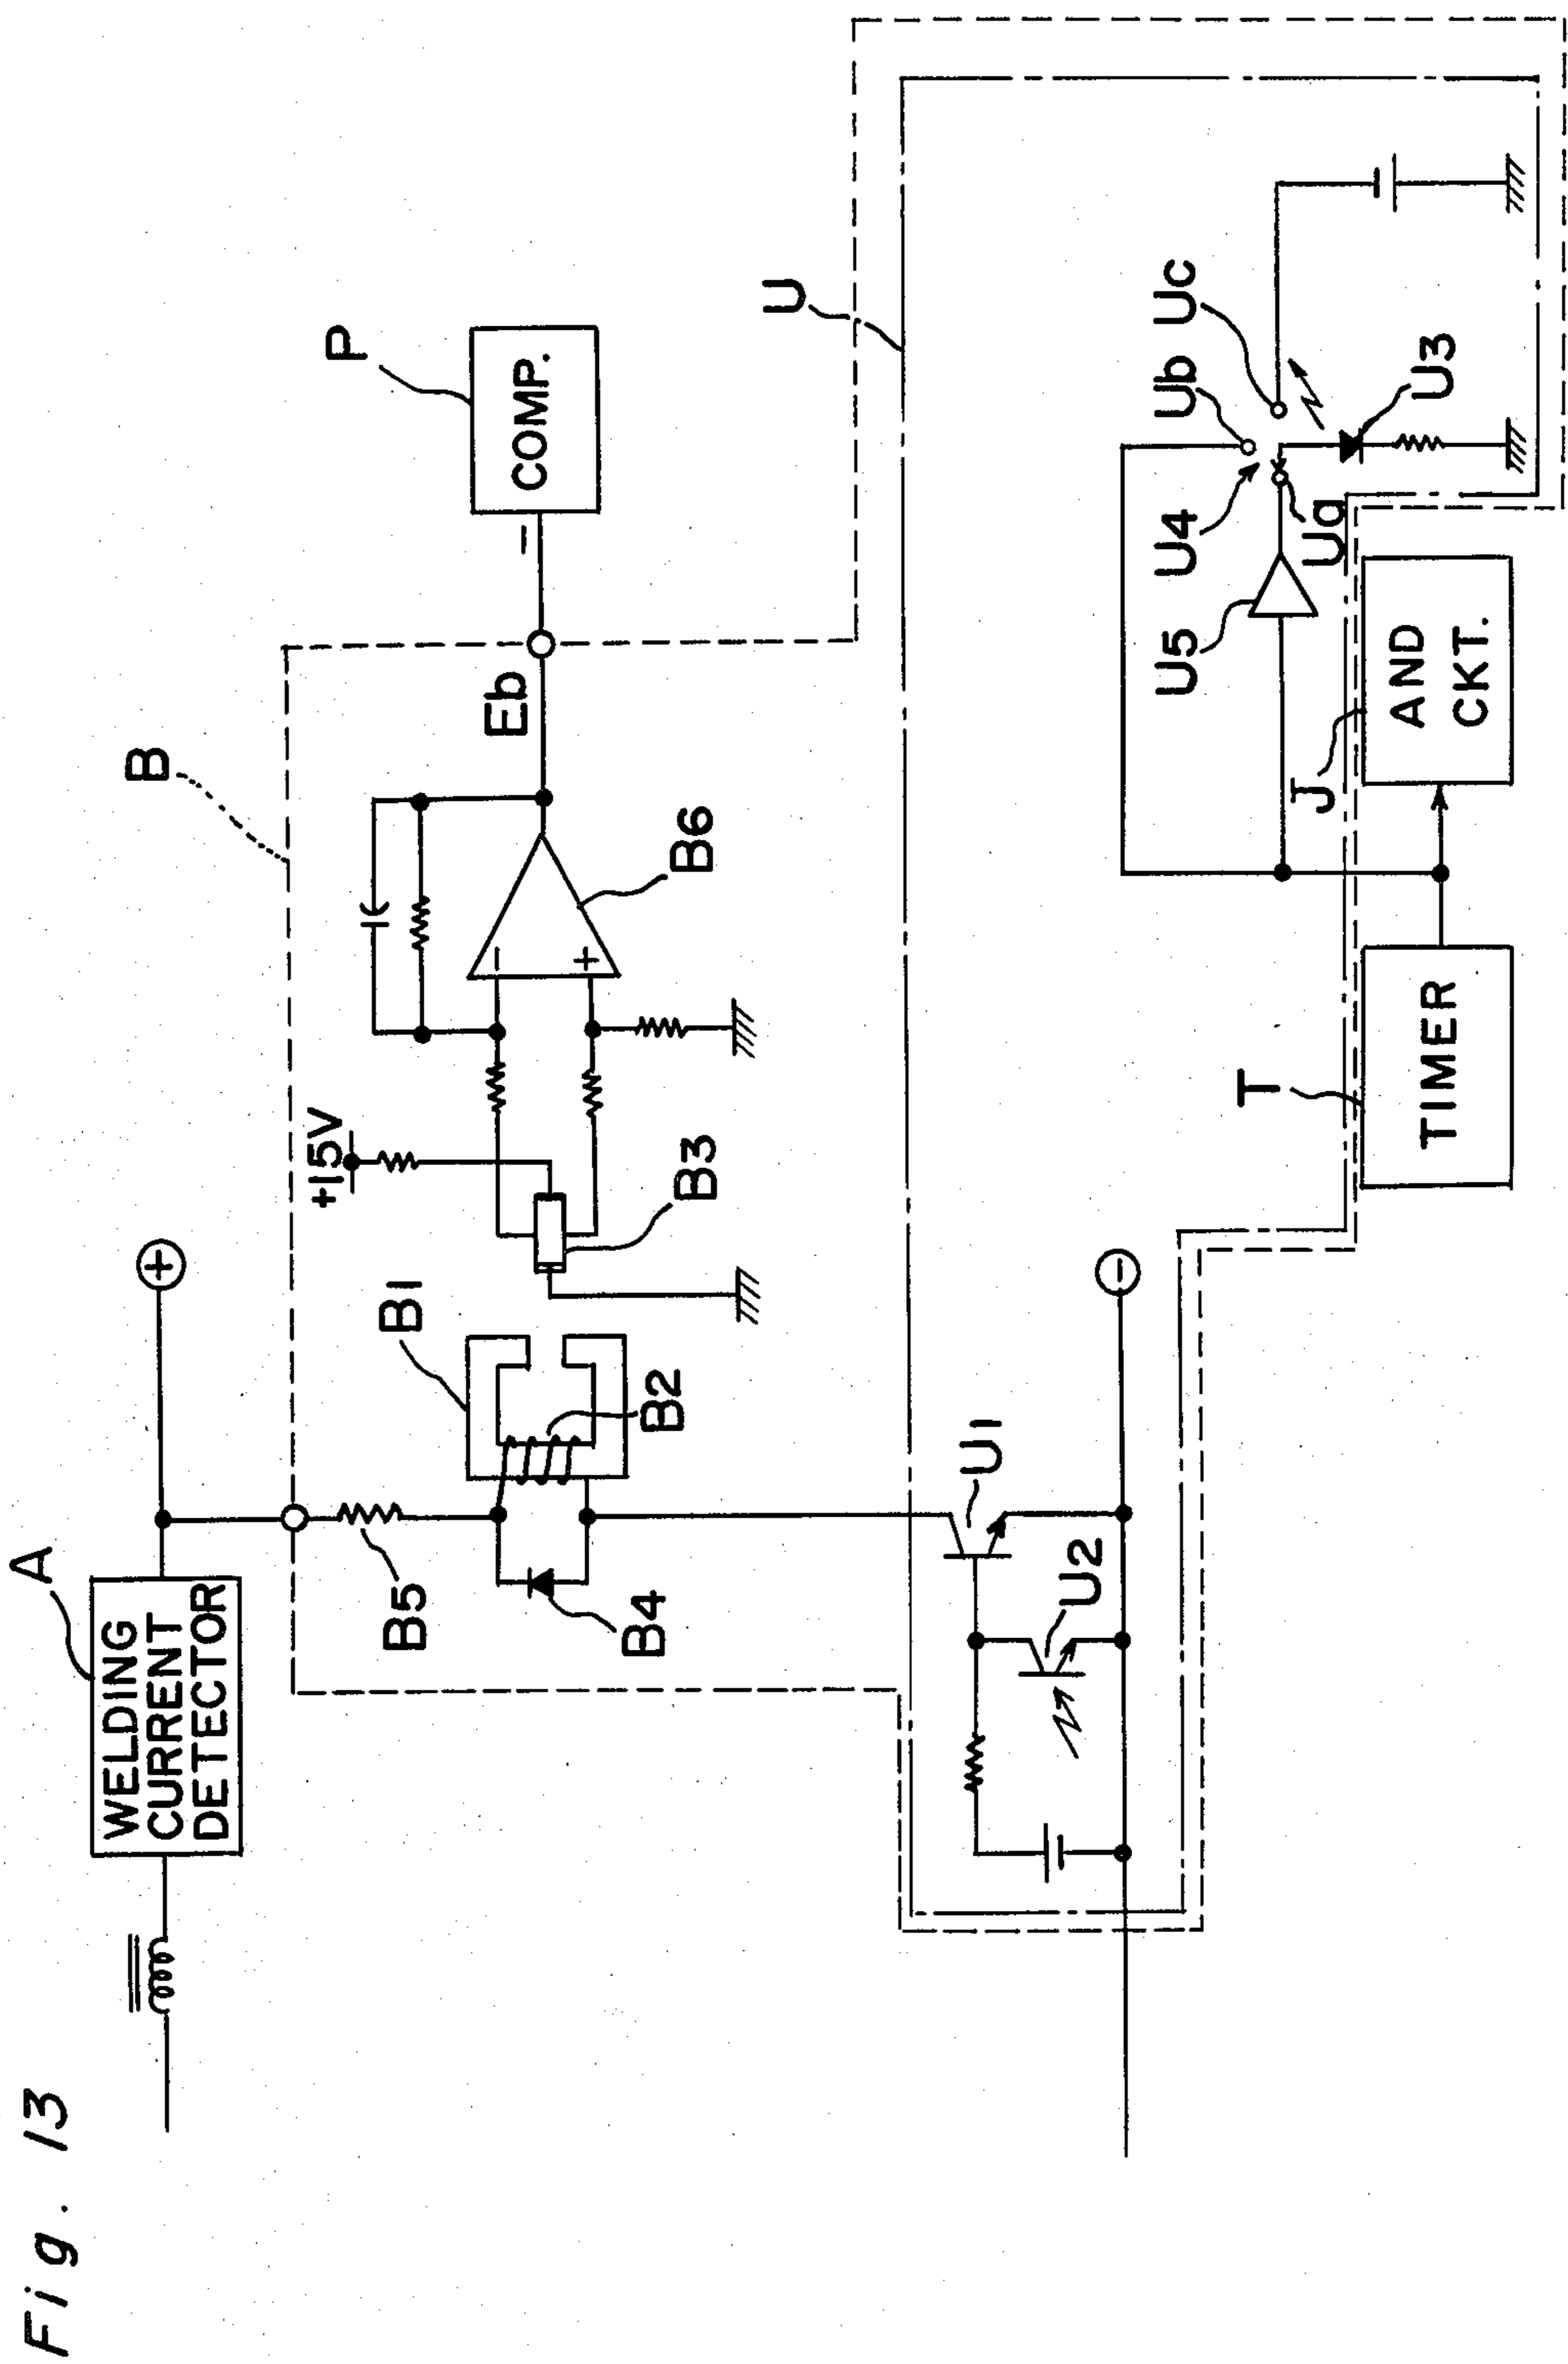 Fig. 13
A
WELDING
CURRENT
DETECTOR
+
B
B5
B4
B1
B2
+15V
B3
−
+
B6
Eb
−
P
COMP.
U
U1
U2
−
T
TIMER
J
AND
CKT.
U5
U4
Ua
Ub
Uc
U3